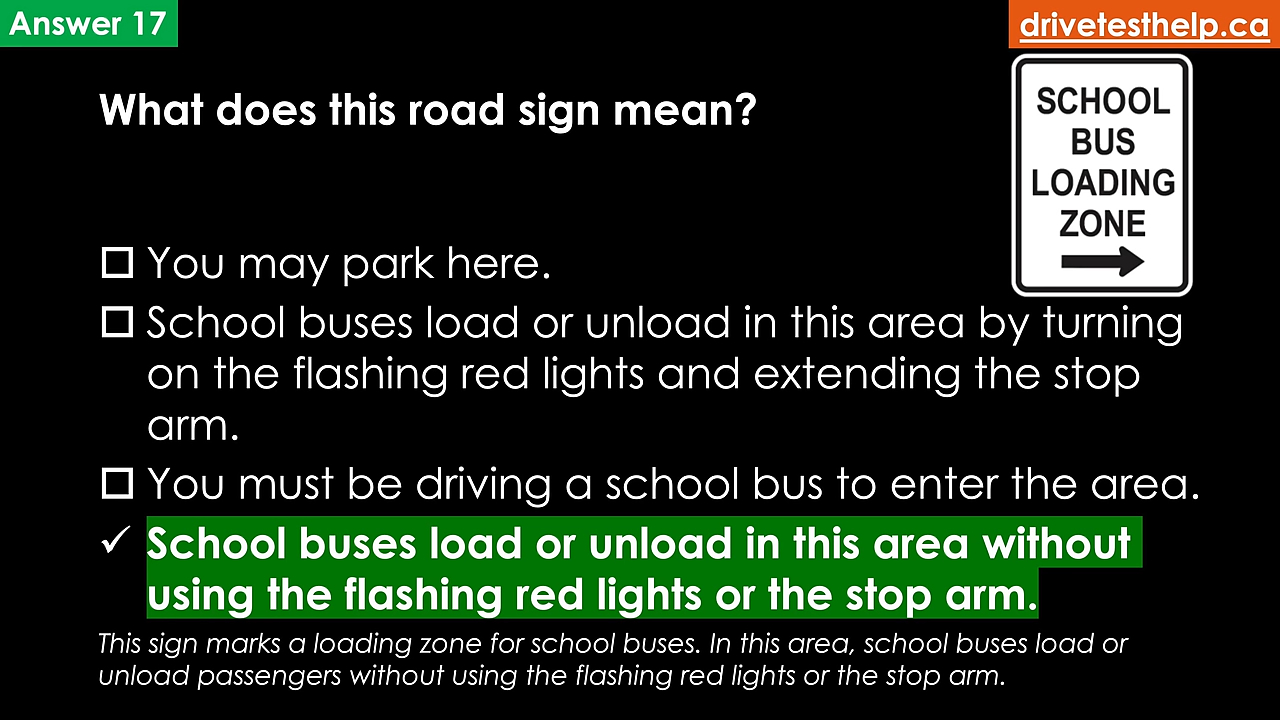 Answer 17
drivetesthelp.ca
What does this road sign mean?
SCHOOL
BUS
LOADING
ZONE
You may park here.
School buses load or unload in this area by turning
on the flashing red lights and extending the stop
arm.
You must be driving a school bus to enter the area.
School buses load or unload in this area without
using the flashing red lights or the stop arm.
This sign marks a loading zone for school buses. In this area, school buses load or
unload passengers without using the flashing red lights or the stop arm.